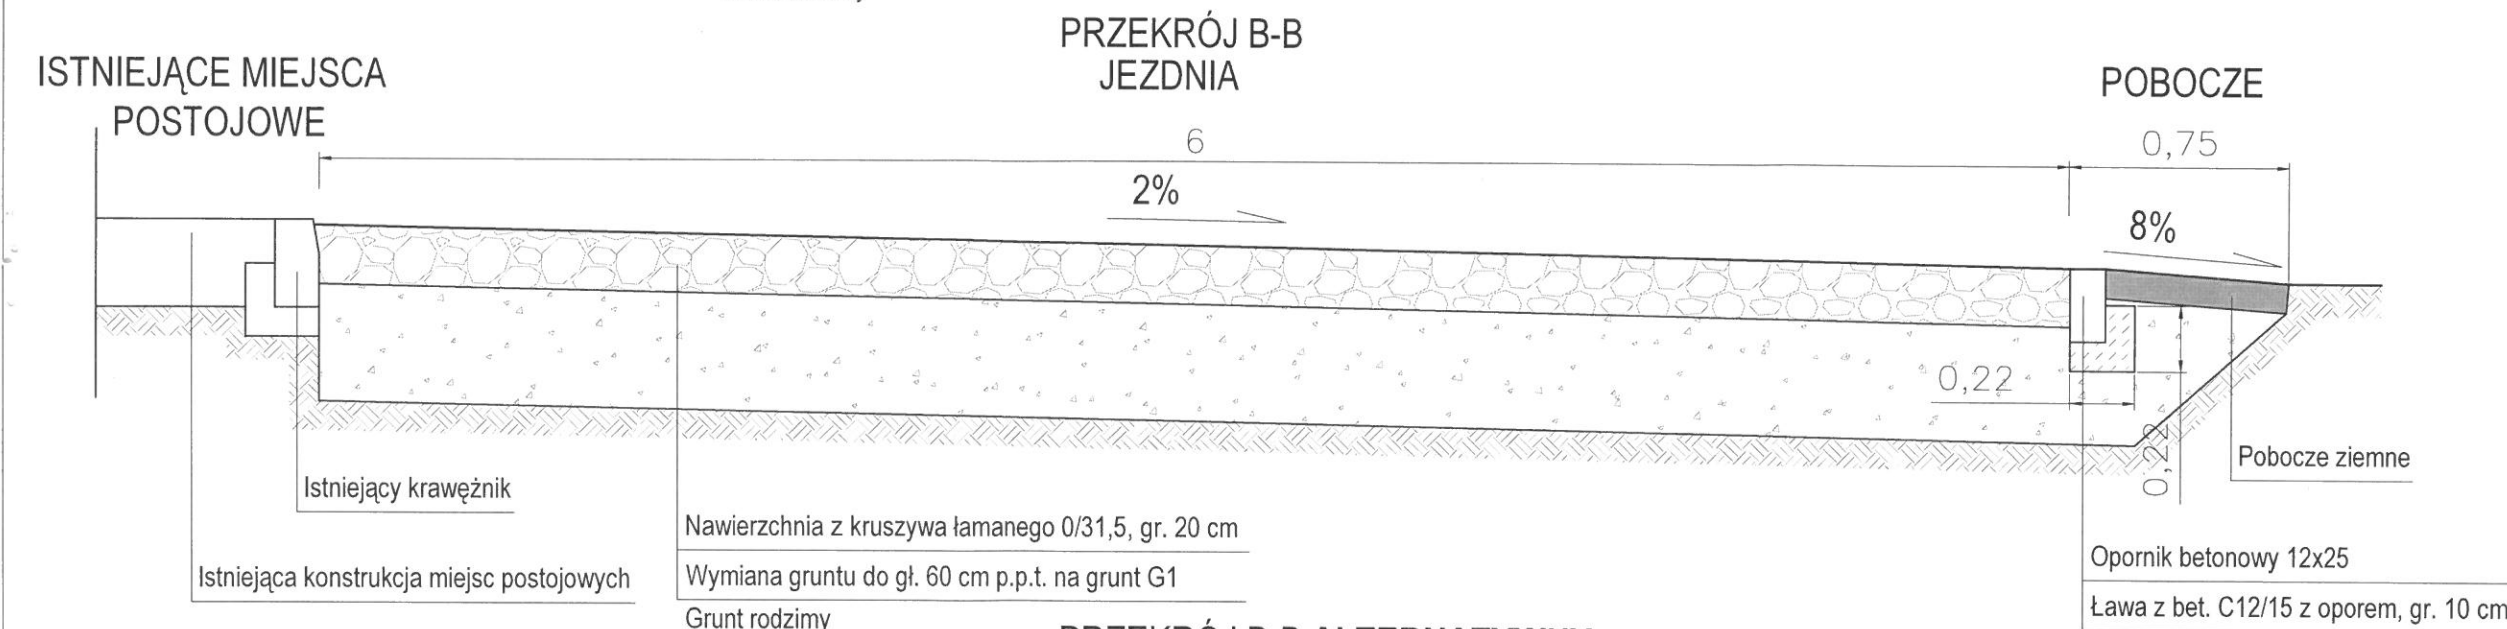 PRZEKRÓJ B-B
JEZDNIA
ISTNIEJĄCE MIEJSCA
POSTOJOWE
POBOCZE
6
0,75
2%
8%
0,22
0,22
Pobocze ziemne
Istniejący krawężnik
Nawierzchnia z kruszywa łamanego 0/31,5, gr. 20 cm
Istniejąca konstrukcja miejsc postojowych
Wymiana gruntu do gł. 60 cm p.p.t. na grunt G1
Grunt rodzimy
Opornik betonowy 12x25
Ława z bet. C12/15 z oporem, gr. 10 cm